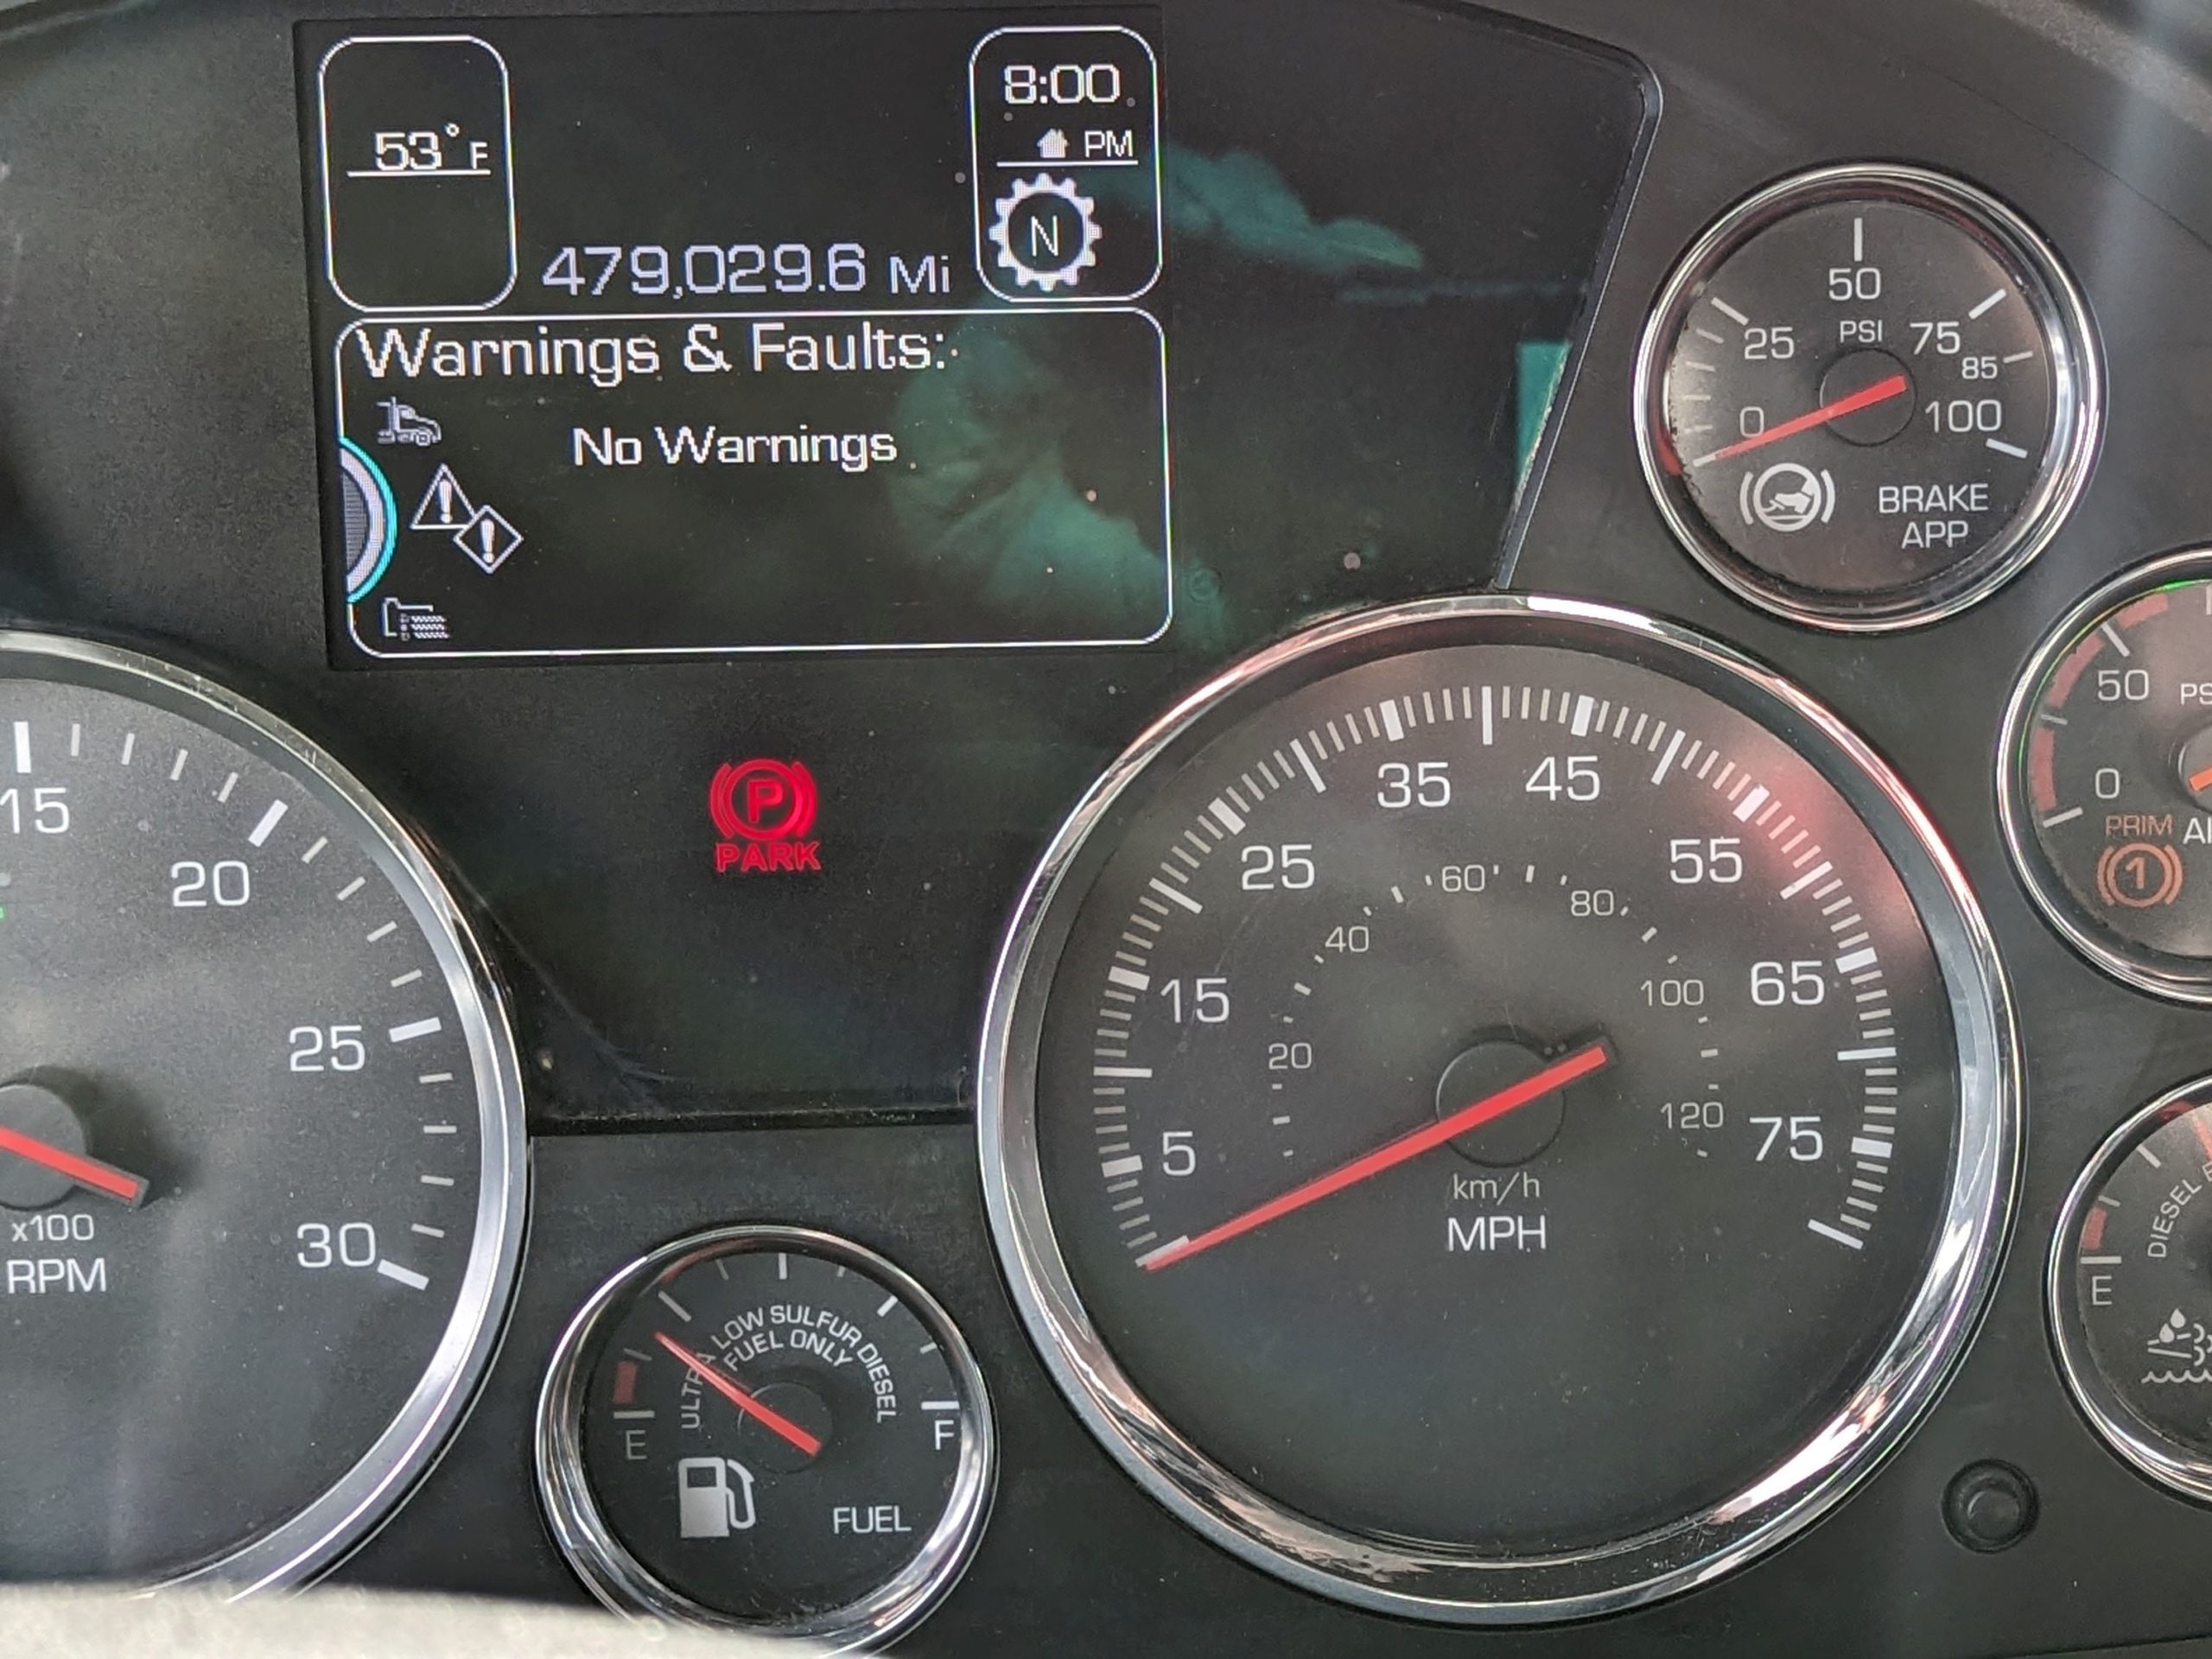 53°F
8:00
PM
N
479,029.6 Mi
Warnings & Faults:
No Warnings
PARK
15
20
25
30
x100
RPM
ULTRA LOW SULFUR DIESEL
FUEL ONLY
E
F
FUEL
5
15
25
35
45
55
65
75
20
40
60
80
100
120
km/h
MPH
0
25
50
75
85
100
PSI
BRAKE
APP
50
0
PRIM
1
DIESEL
E